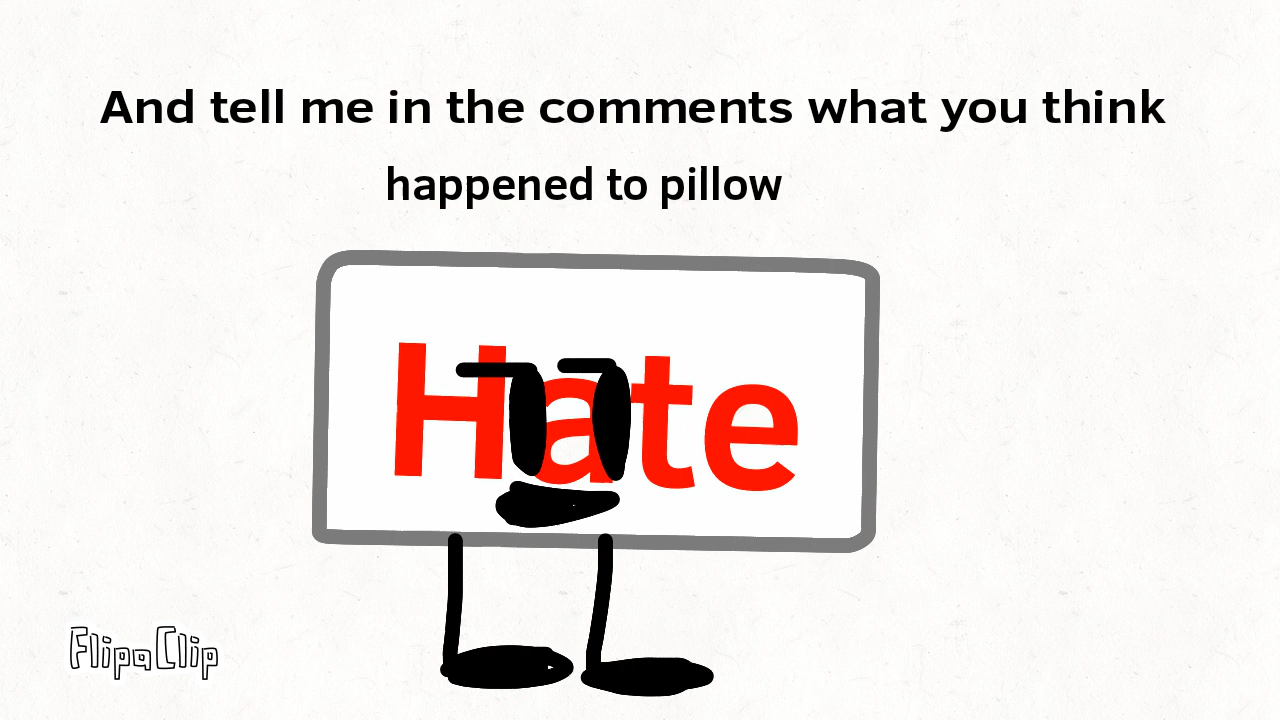 And tell me in the comments what you think
happened to pillow
Hate
FlipaClip